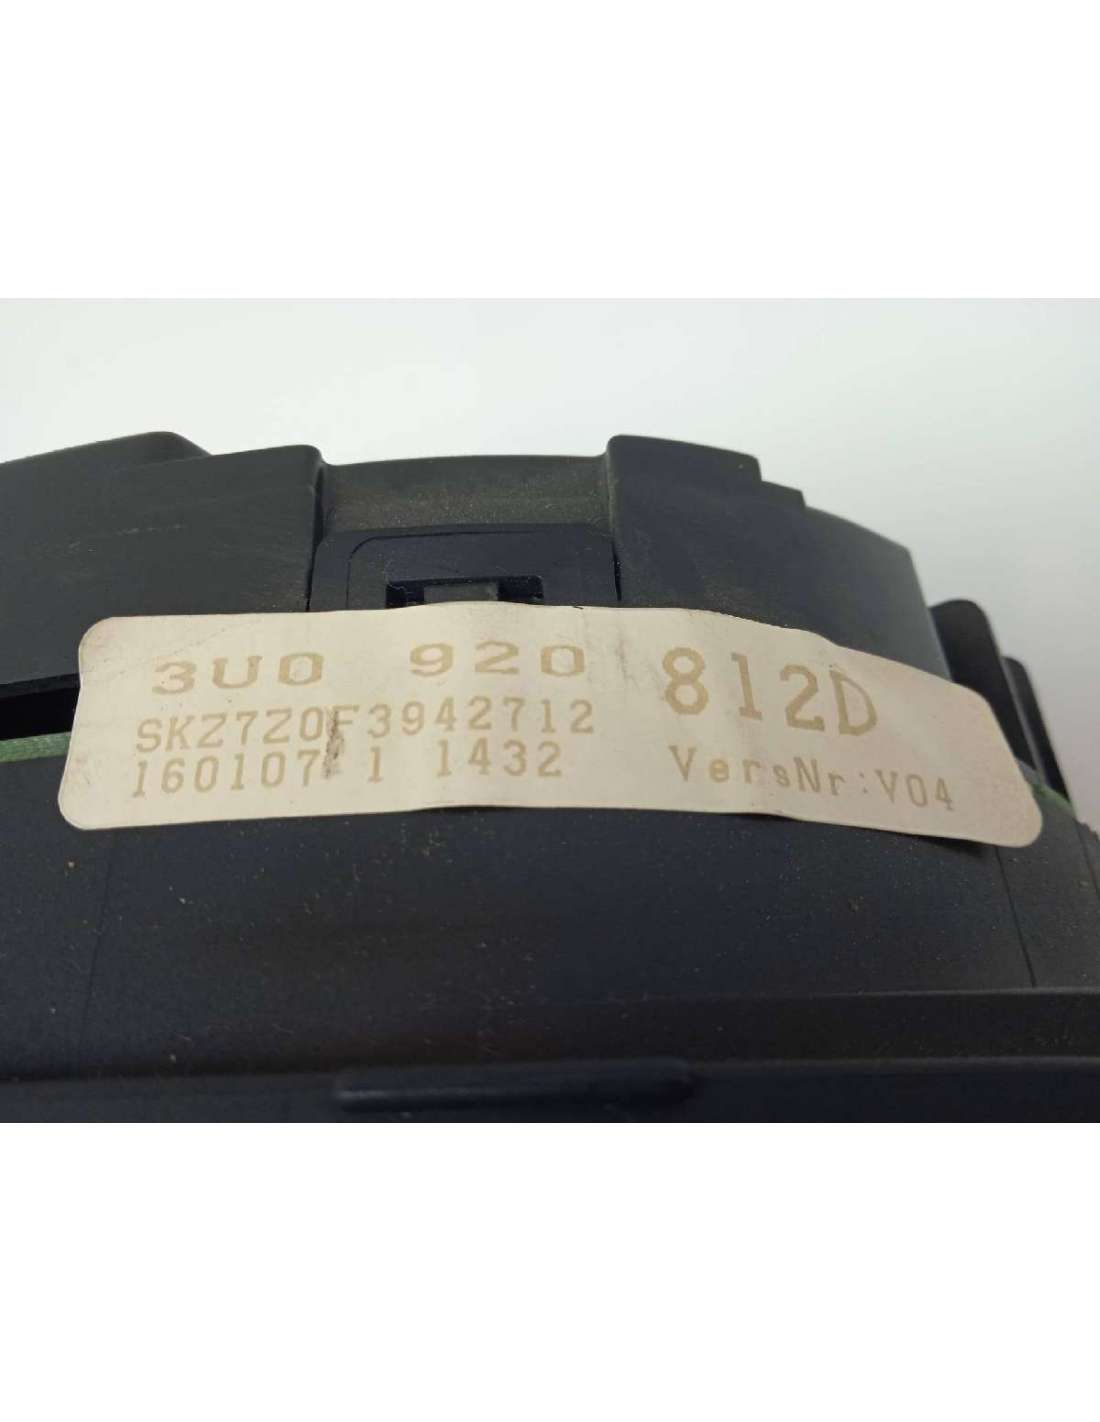 3U0 920 812D
SKZ7Z0F3942712
160107 1 1432 VersNr:V04